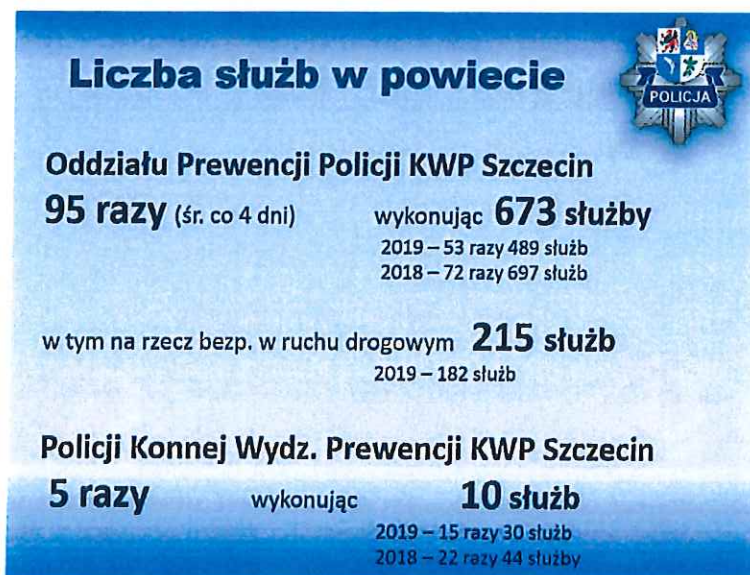 Liczba służb w powiecie
POLICJA
Oddziału Prewencji Policji KWP Szczecin
95 razy (śr. co 4 dni) wykonując 673 służby
2019 – 53 razy 489 służb
2018 – 72 razy 697 służb
w tym na rzecz bezp. w ruchu drogowym 215 służb
2019 – 182 służb
Policji Konnej Wydz. Prewencji KWP Szczecin
5 razy wykonując 10 służb
2019 – 15 razy 30 służb
2018 – 22 razy 44 służby